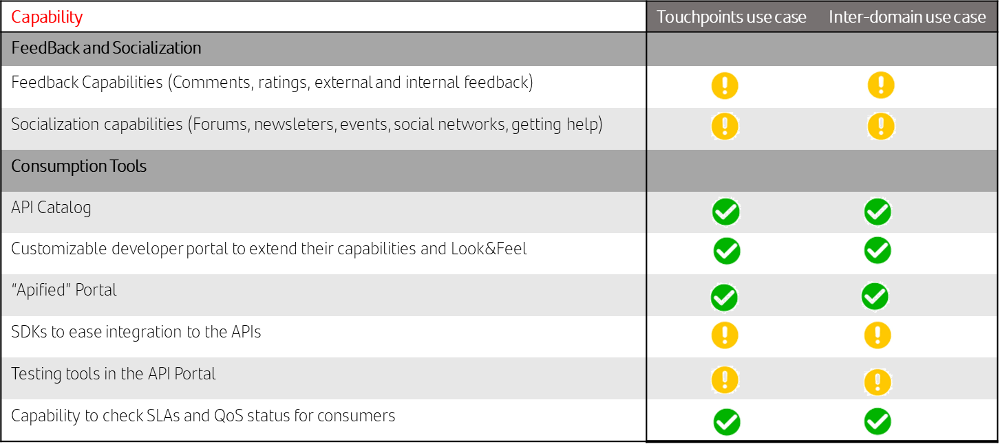 Capability Touchpoints use case Inter-domain use case
FeedBack and Socialization
Feedback Capabilities (Comments, ratings, external and internal feedback)
Socialization capabilities (Forums, newsleters, events, social networks, getting help)
Consumption Tools
API Catalog
Customizable developer portal to extend their capabilities and Look&Feel
“Apified” Portal
SDKs to ease integration to the APIs
Testing tools in the API Portal
Capability to check SLAs and QoS status for consumers